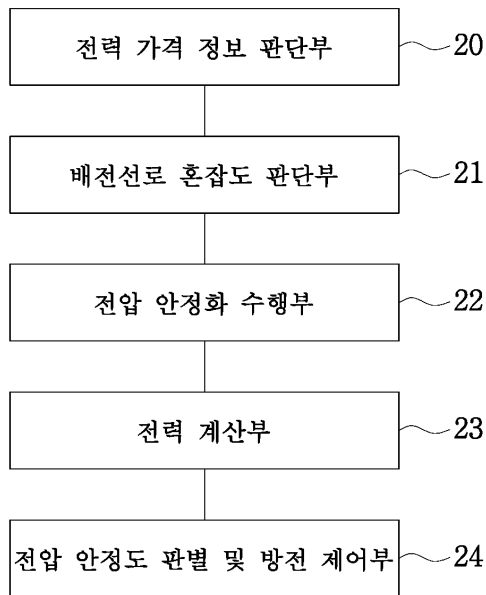 전력 가격 정보 판단부 20
배전선로 혼잡도 판단부 21
전압 안정화 수행부 22
전력 계산부 23
전압 안정도 판별 및 방전 제어부 24